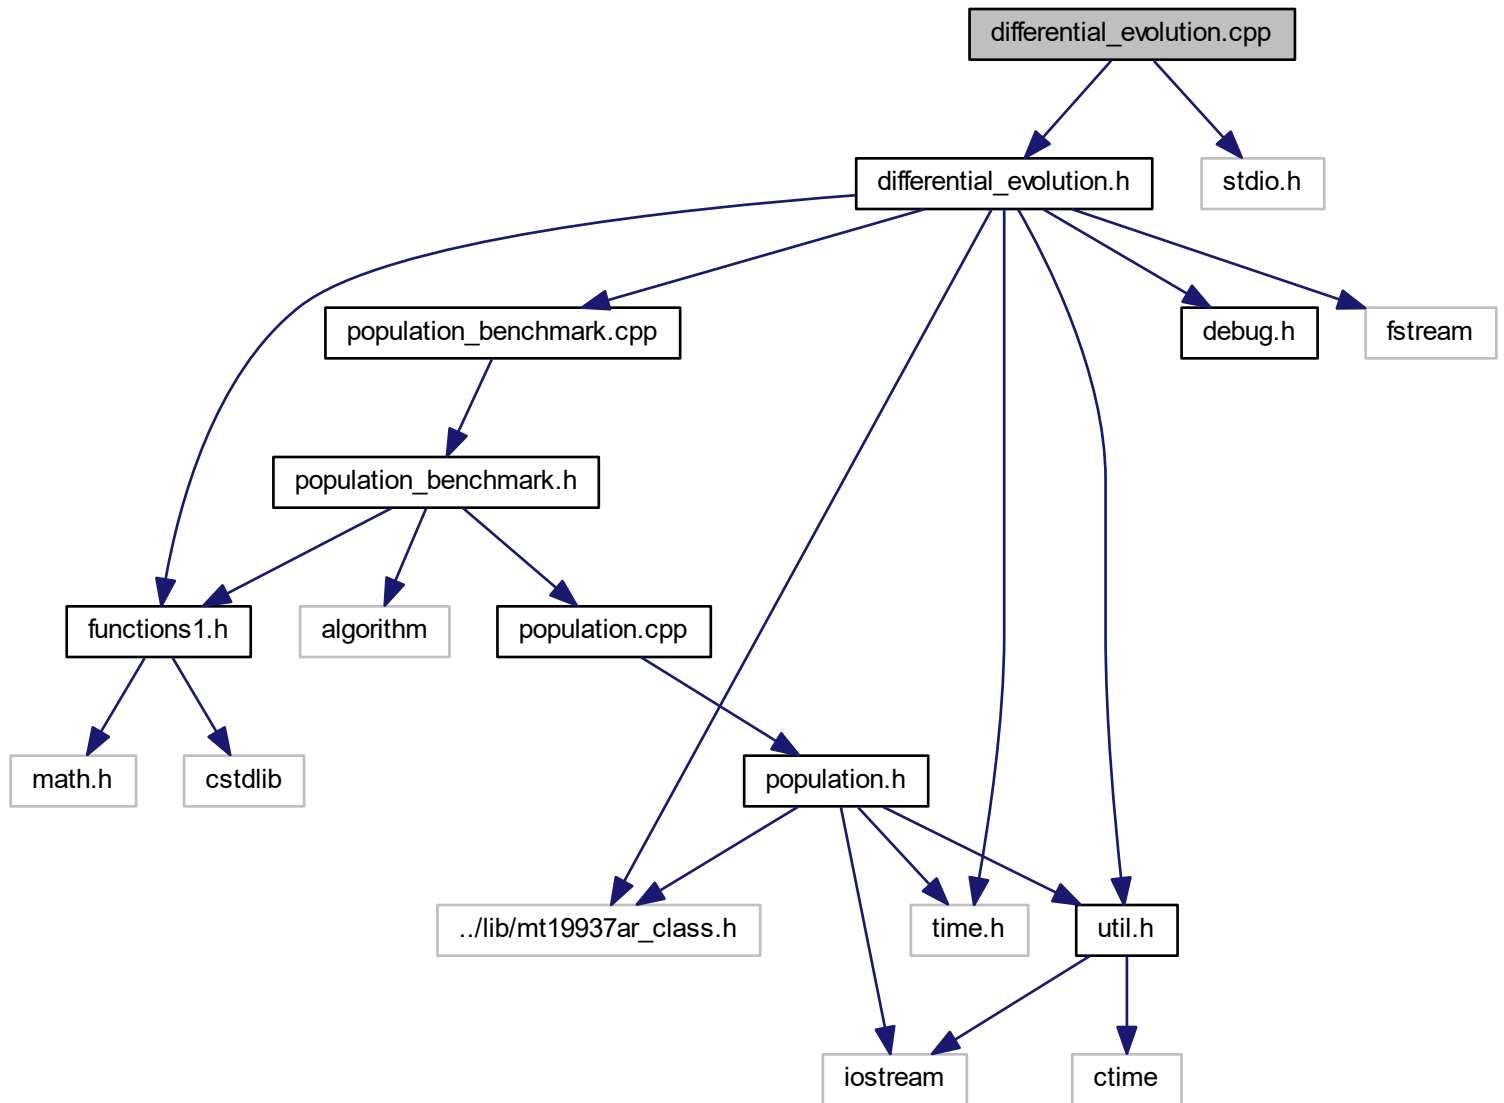 differential_evolution.cpp
differential_evolution.h
stdio.h
population_benchmark.cpp
debug.h
fstream
population_benchmark.h
functions1.h
algorithm
population.cpp
math.h
cstdlib
population.h
../lib/mt19937ar_class.h
time.h
util.h
iostream
ctime